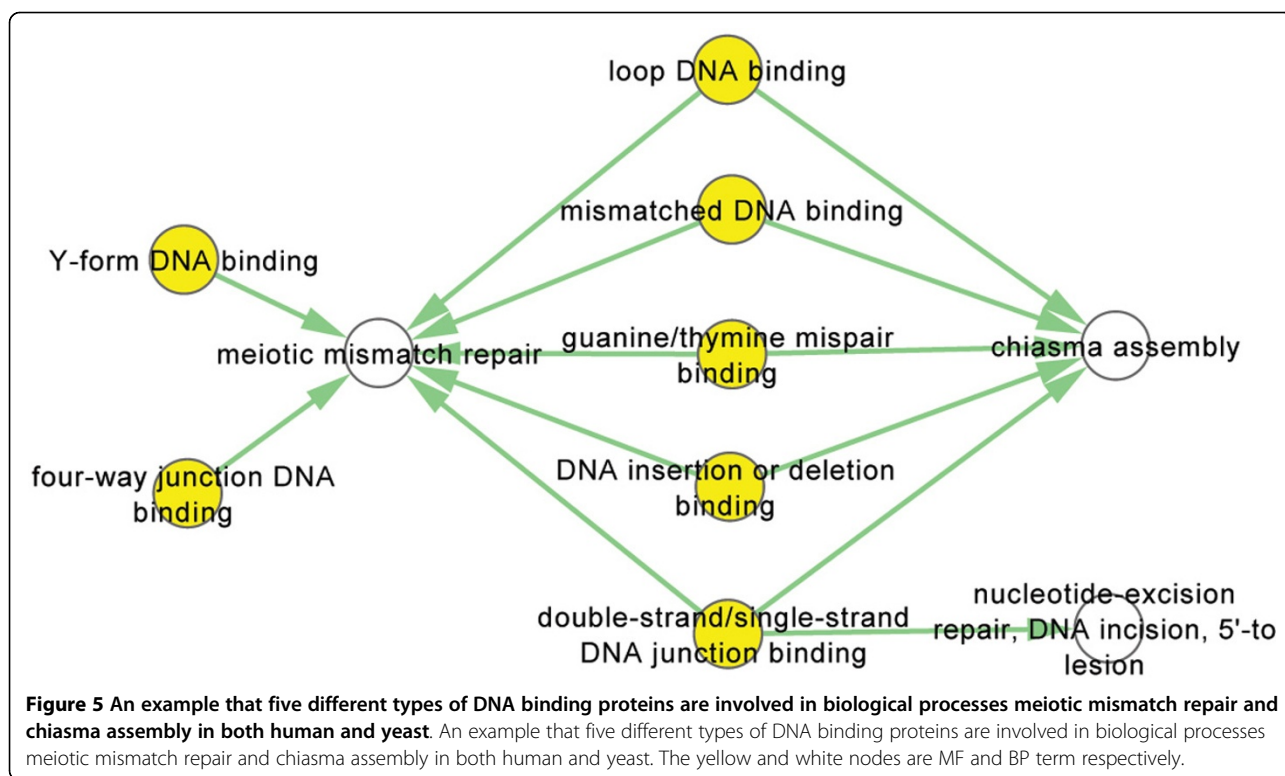 loop DNA binding
mismatched DNA binding
Y-form DNA binding
guanine/thymine mispair
binding
meiotic mismatch repair
chiasma assembly
four-way junction DNA
binding
DNA insertion or deletion
binding
double-strand/single-strand
DNA junction binding
nucleotide-excision
repair, DNA incision, 5'-to
lesion
Figure 5 An example that five different types of DNA binding proteins are involved in biological processes meiotic mismatch repair and
chiasma assembly in both human and yeast. An example that five different types of DNA binding proteins are involved in biological processes
meiotic mismatch repair and chiasma assembly in both human and yeast. The yellow and white nodes are MF and BP term respectively.